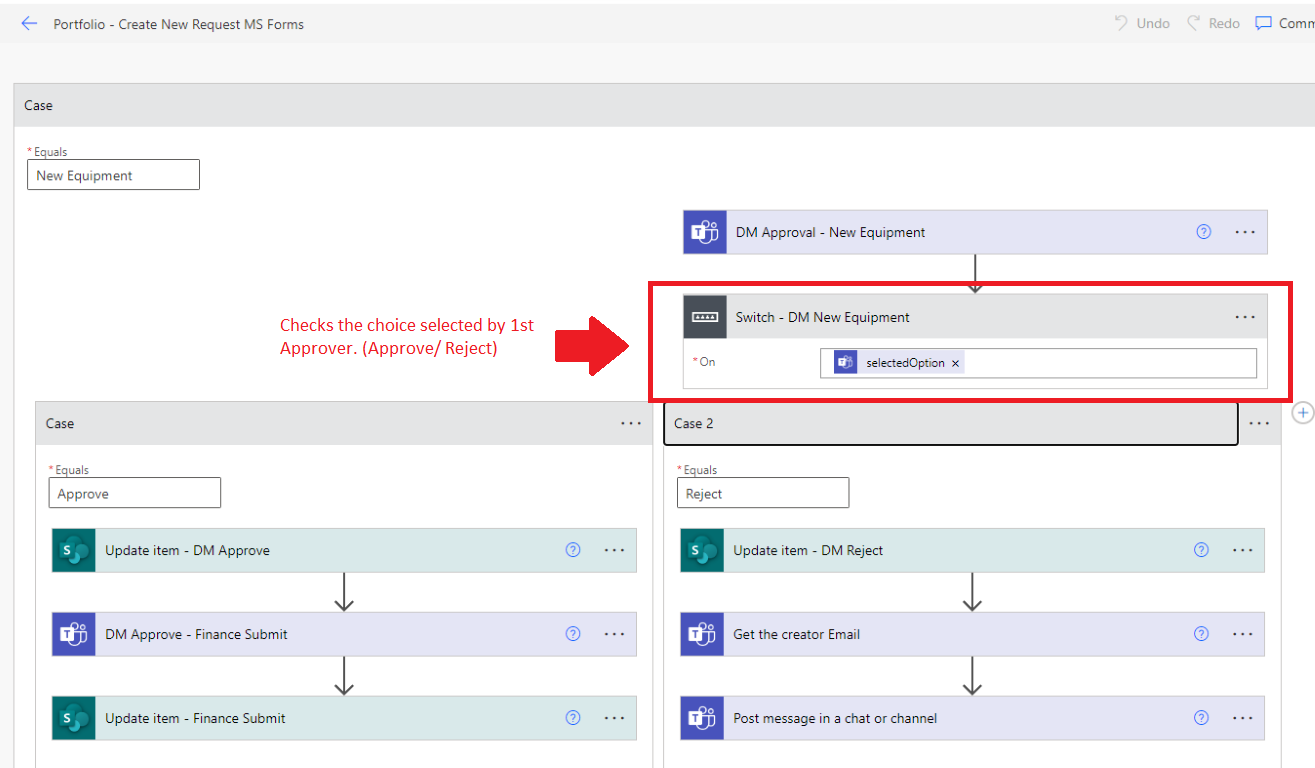 Portfolio - Create New Request MS Forms
Undo
Redo
Comm
Case
* Equals
New Equipment
DM Approval - New Equipment
Switch - DM New Equipment
* On
selectedOption
Checks the choice selected by 1st
Approver. (Approve/ Reject)
Case
* Equals
Approve
Update item - DM Approve
DM Approve - Finance Submit
Update item - Finance Submit
Case 2
* Equals
Reject
Update item - DM Reject
Get the creator Email
Post message in a chat or channel